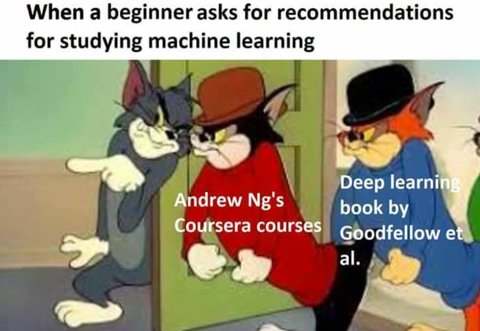 When a beginner asks for recommendations
for studying machine learning
Andrew Ng's
Coursera courses
Deep learning
book by
Goodfellow et
al.